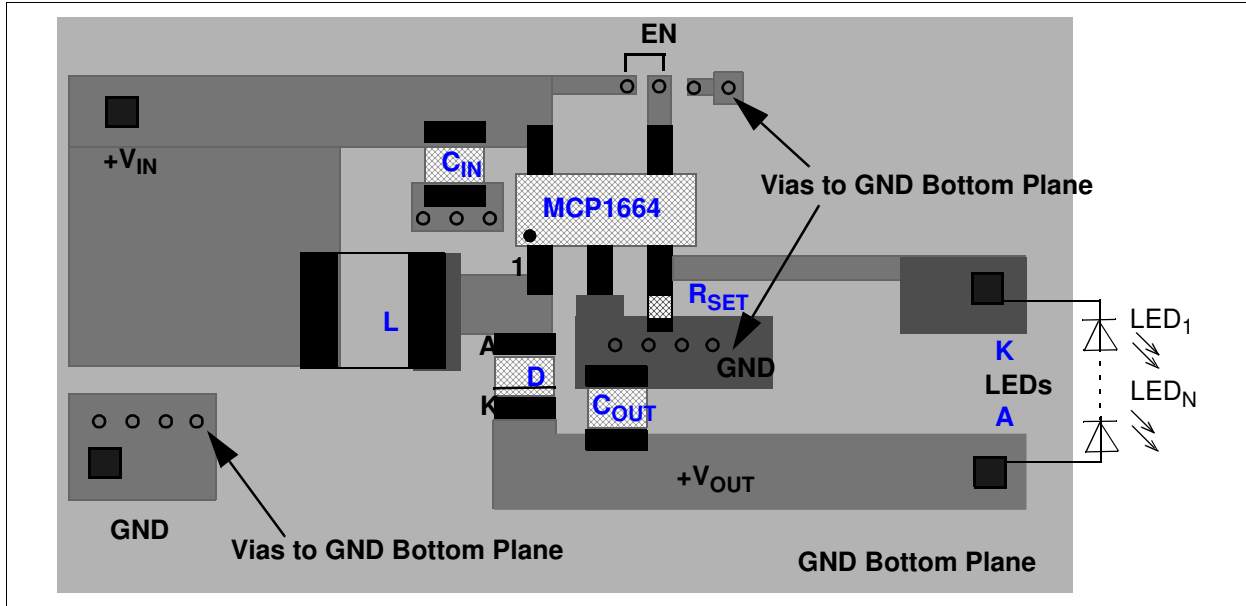 EN
+VIN
CIN
Vias to GND Bottom Plane
MCP1664
1
RSET
L
LED1
A
K
GND
D
LEDs
K
COUT
A
LEDN
+VOUT
GND
Vias to GND Bottom Plane
GND Bottom Plane